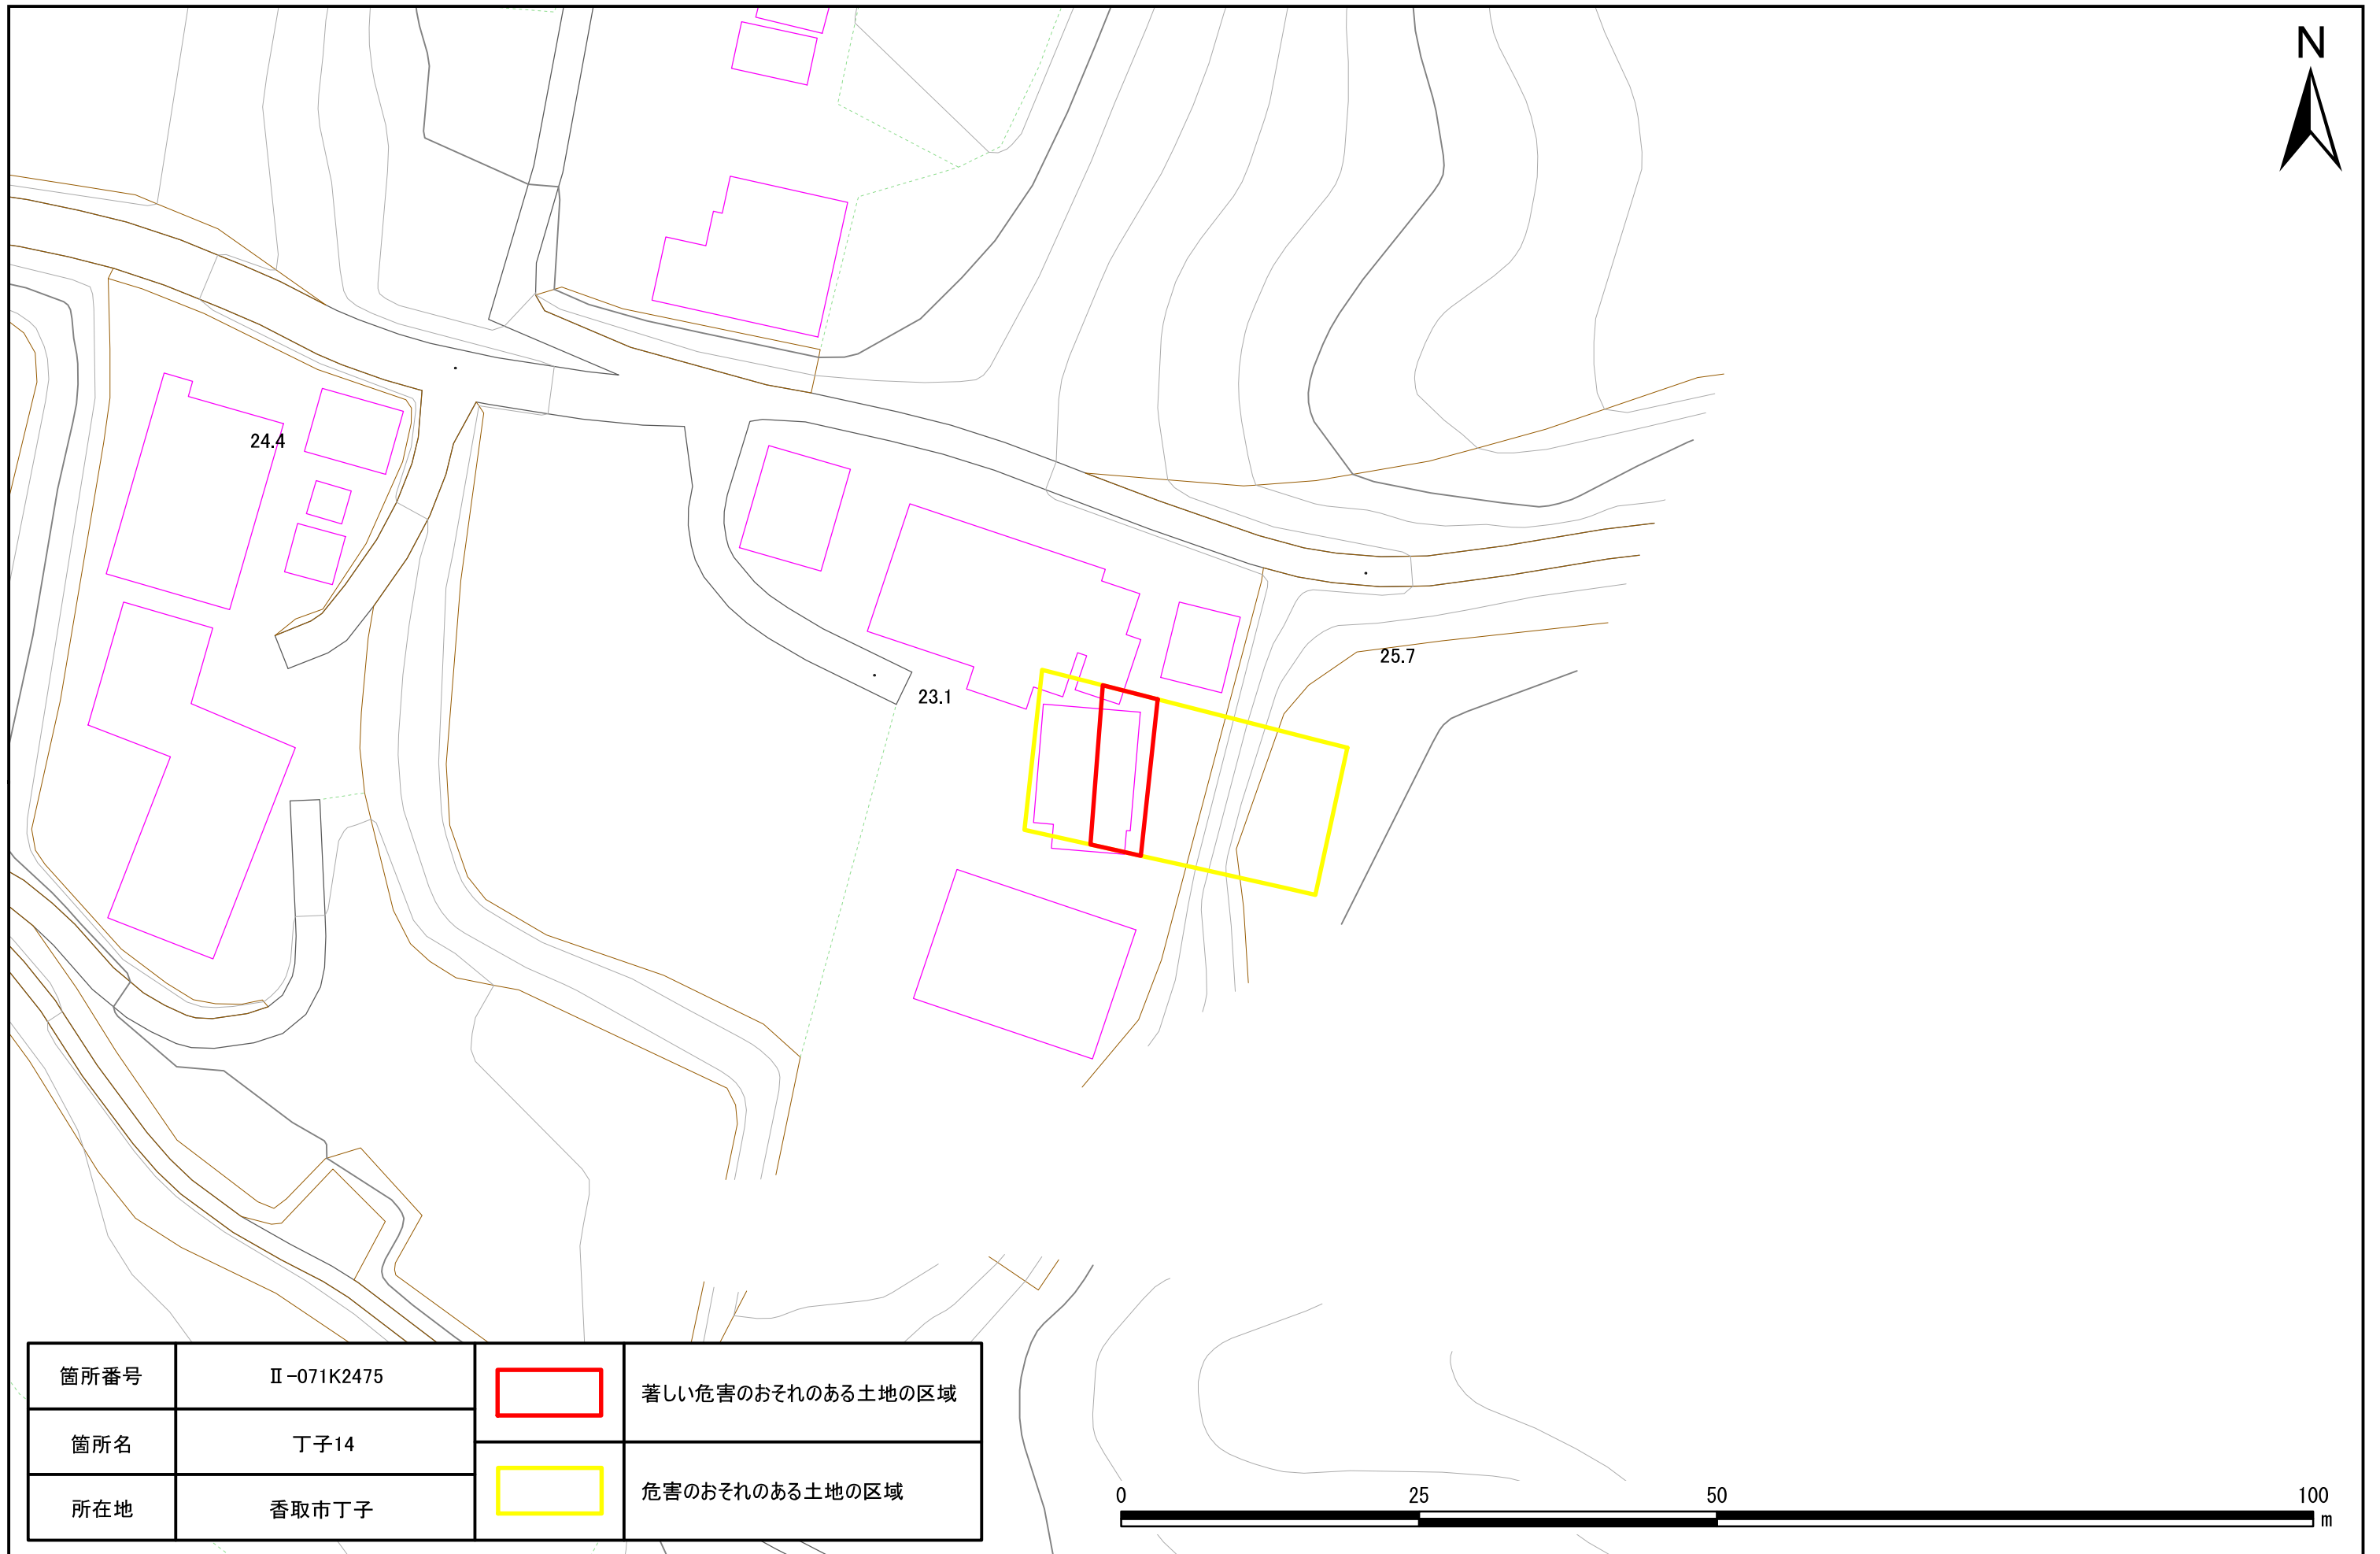 N
24.4
25.7
23.1
箇所番号 Ⅱ-071K2475
箇所名 丁子14
所在地 香取市丁子
著しい危害のおそれのある土地の区域
危害のおそれのある土地の区域
0 25 50 100
m